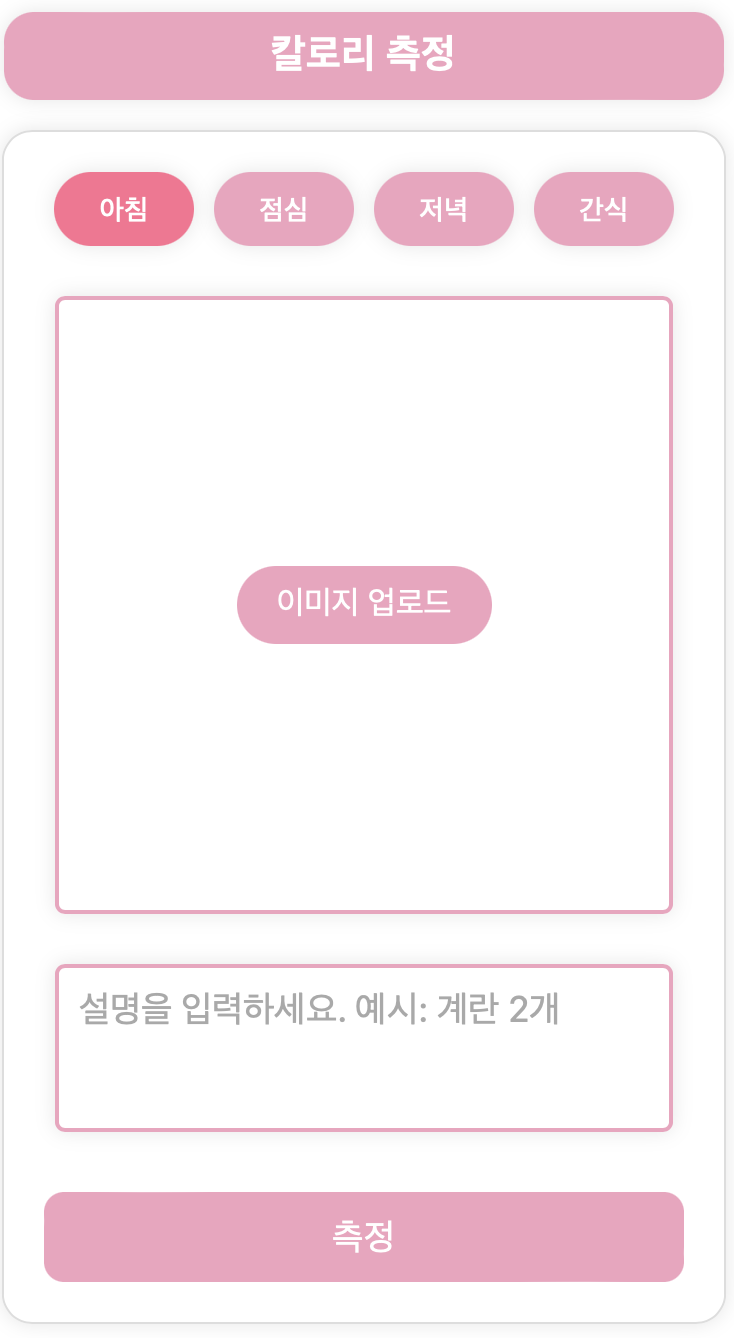 칼로리 측정
아침 점심 저녁 간식
이미지 업로드
설명을 입력하세요. 예시: 계란 2개
측정